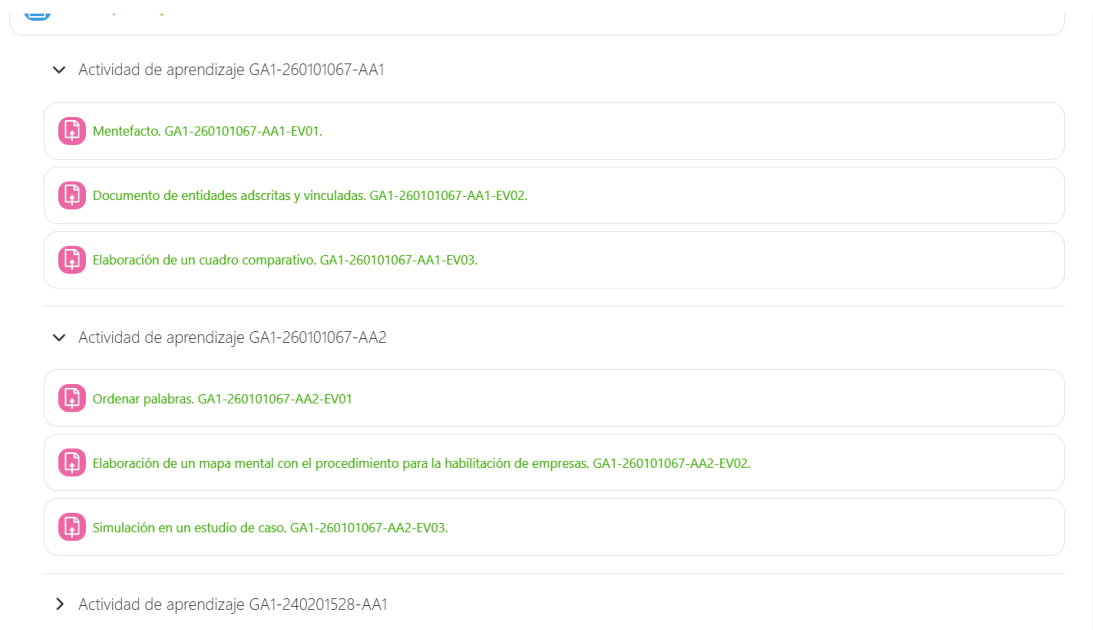 Actividad de aprendizaje GA1-260101067-AA1
Mentefacto. GA1-260101067-AA1-EV01.
Documento de entidades adscritas y vinculadas. GA1-260101067-AA1-EV02.
Elaboración de un cuadro comparativo. GA1-260101067-AA1-EV03.
Actividad de aprendizaje GA1-260101067-AA2
Ordenar palabras. GA1-260101067-AA2-EV01
Elaboración de un mapa mental con el procedimiento para la habilitación de empresas. GA1-260101067-AA2-EV02.
Simulación en un estudio de caso. GA1-260101067-AA2-EV03.
Actividad de aprendizaje GA1-240201528-AA1